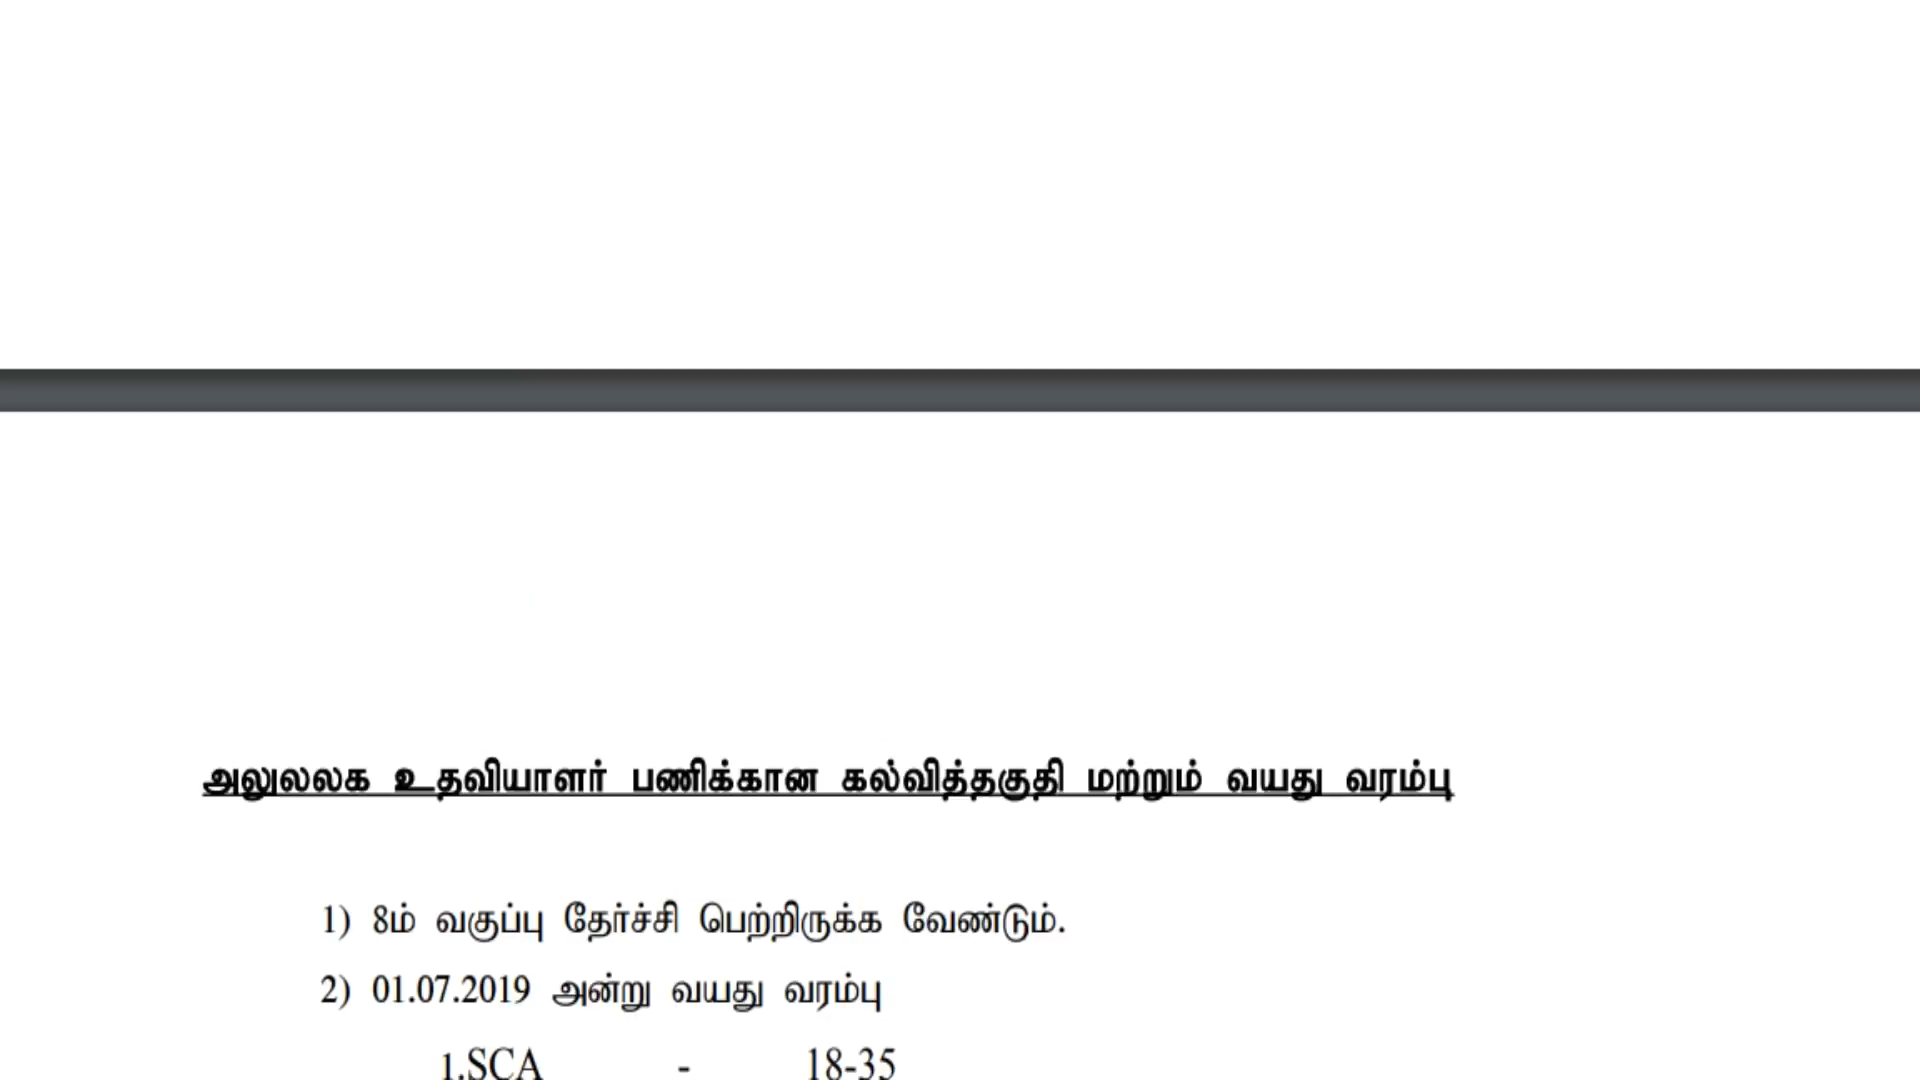 அலுலலக உதவியாளர் பணிக்கான கல்வித்தகுதி மற்றும் வயது வரம்பு
1) 8ம் வகுப்பு தேர்ச்சி பெற்றிருக்க வேண்டும்.
2) 01.07.2019 அன்று வயது வரம்பு
1.SCA - 18-35